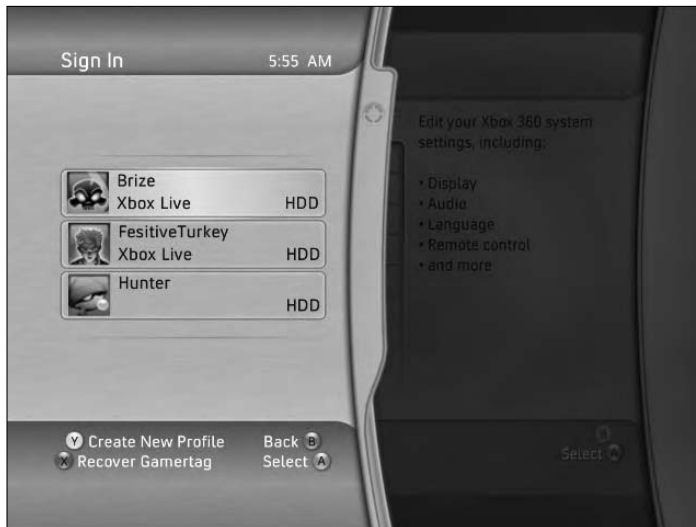 Sign In 5:55 AM
Brize
Xbox Live HDD
FesitiveTurkey
Xbox Live HDD
Hunter
HDD
Y Create New Profile Back B
X Recover Gamertag Select A
Edit your Xbox 360 system
settings, including:
• Display
• Audio
• Language
• Remote control
• and more
Select A